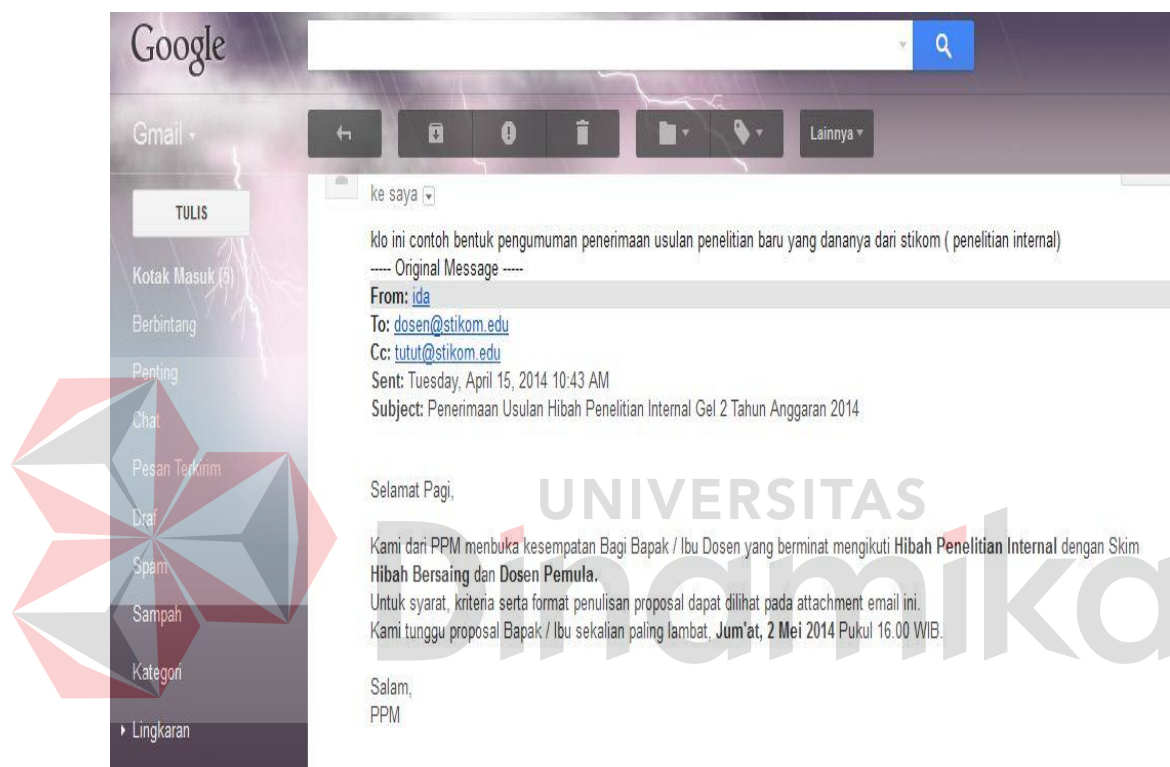 Google
Gmail
Lainnya
TULIS
ke saya
Kotak Masuk (5)
Berbintang
Penting
Chat
Pesan Terkirim
Draf
Spam
Sampah
Kategori
Lingkaran
klo ini contoh bentuk pengumuman penerimaan usulan penelitian baru yang dananya dari stikom ( penelitian internal)
----- Original Message -----
From: ida
To: dosen@stikom.edu
Cc: tutut@stikom.edu
Sent: Tuesday, April 15, 2014 10:43 AM
Subject: Penerimaan Usulan Hibah Penelitian Internal Gel 2 Tahun Anggaran 2014
Selamat Pagi,
Kami dari PPM menbuka kesempatan Bagi Bapak / Ibu Dosen yang berminat mengikuti Hibah Penelitian Internal dengan Skim
Hibah Bersaing dan Dosen Pemula.
Untuk syarat, kriteria serta format penulisan proposal dapat dilihat pada attachment email ini.
Kami tunggu proposal Bapak / Ibu sekalian paling lambat, Jum'at, 2 Mei 2014 Pukul 16.00 WIB.
Salam,
PPM
UNIVERSITAS
Dinamika